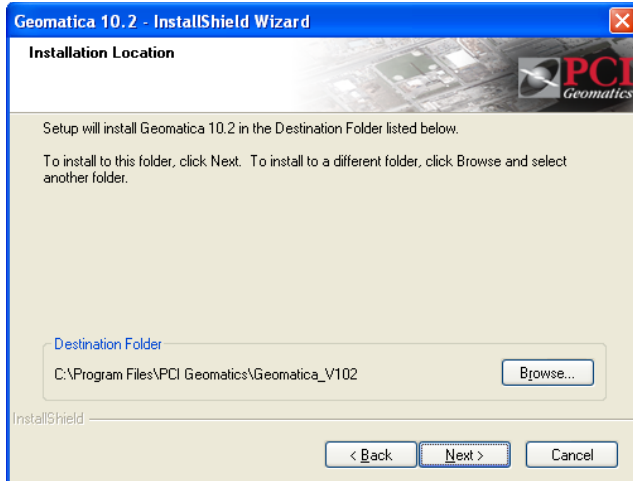 Geomatica 10.2 - InstallShield Wizard
Installation Location
PCI
Geomatics
Setup will install Geomatica 10.2 in the Destination Folder listed below.
To install to this folder, click Next. To install to a different folder, click Browse and select
another folder.
Destination Folder
C:\Program Files\PCI Geomatics\Geomatica_V102
Browse...
InstallShield
< Back
Next >
Cancel